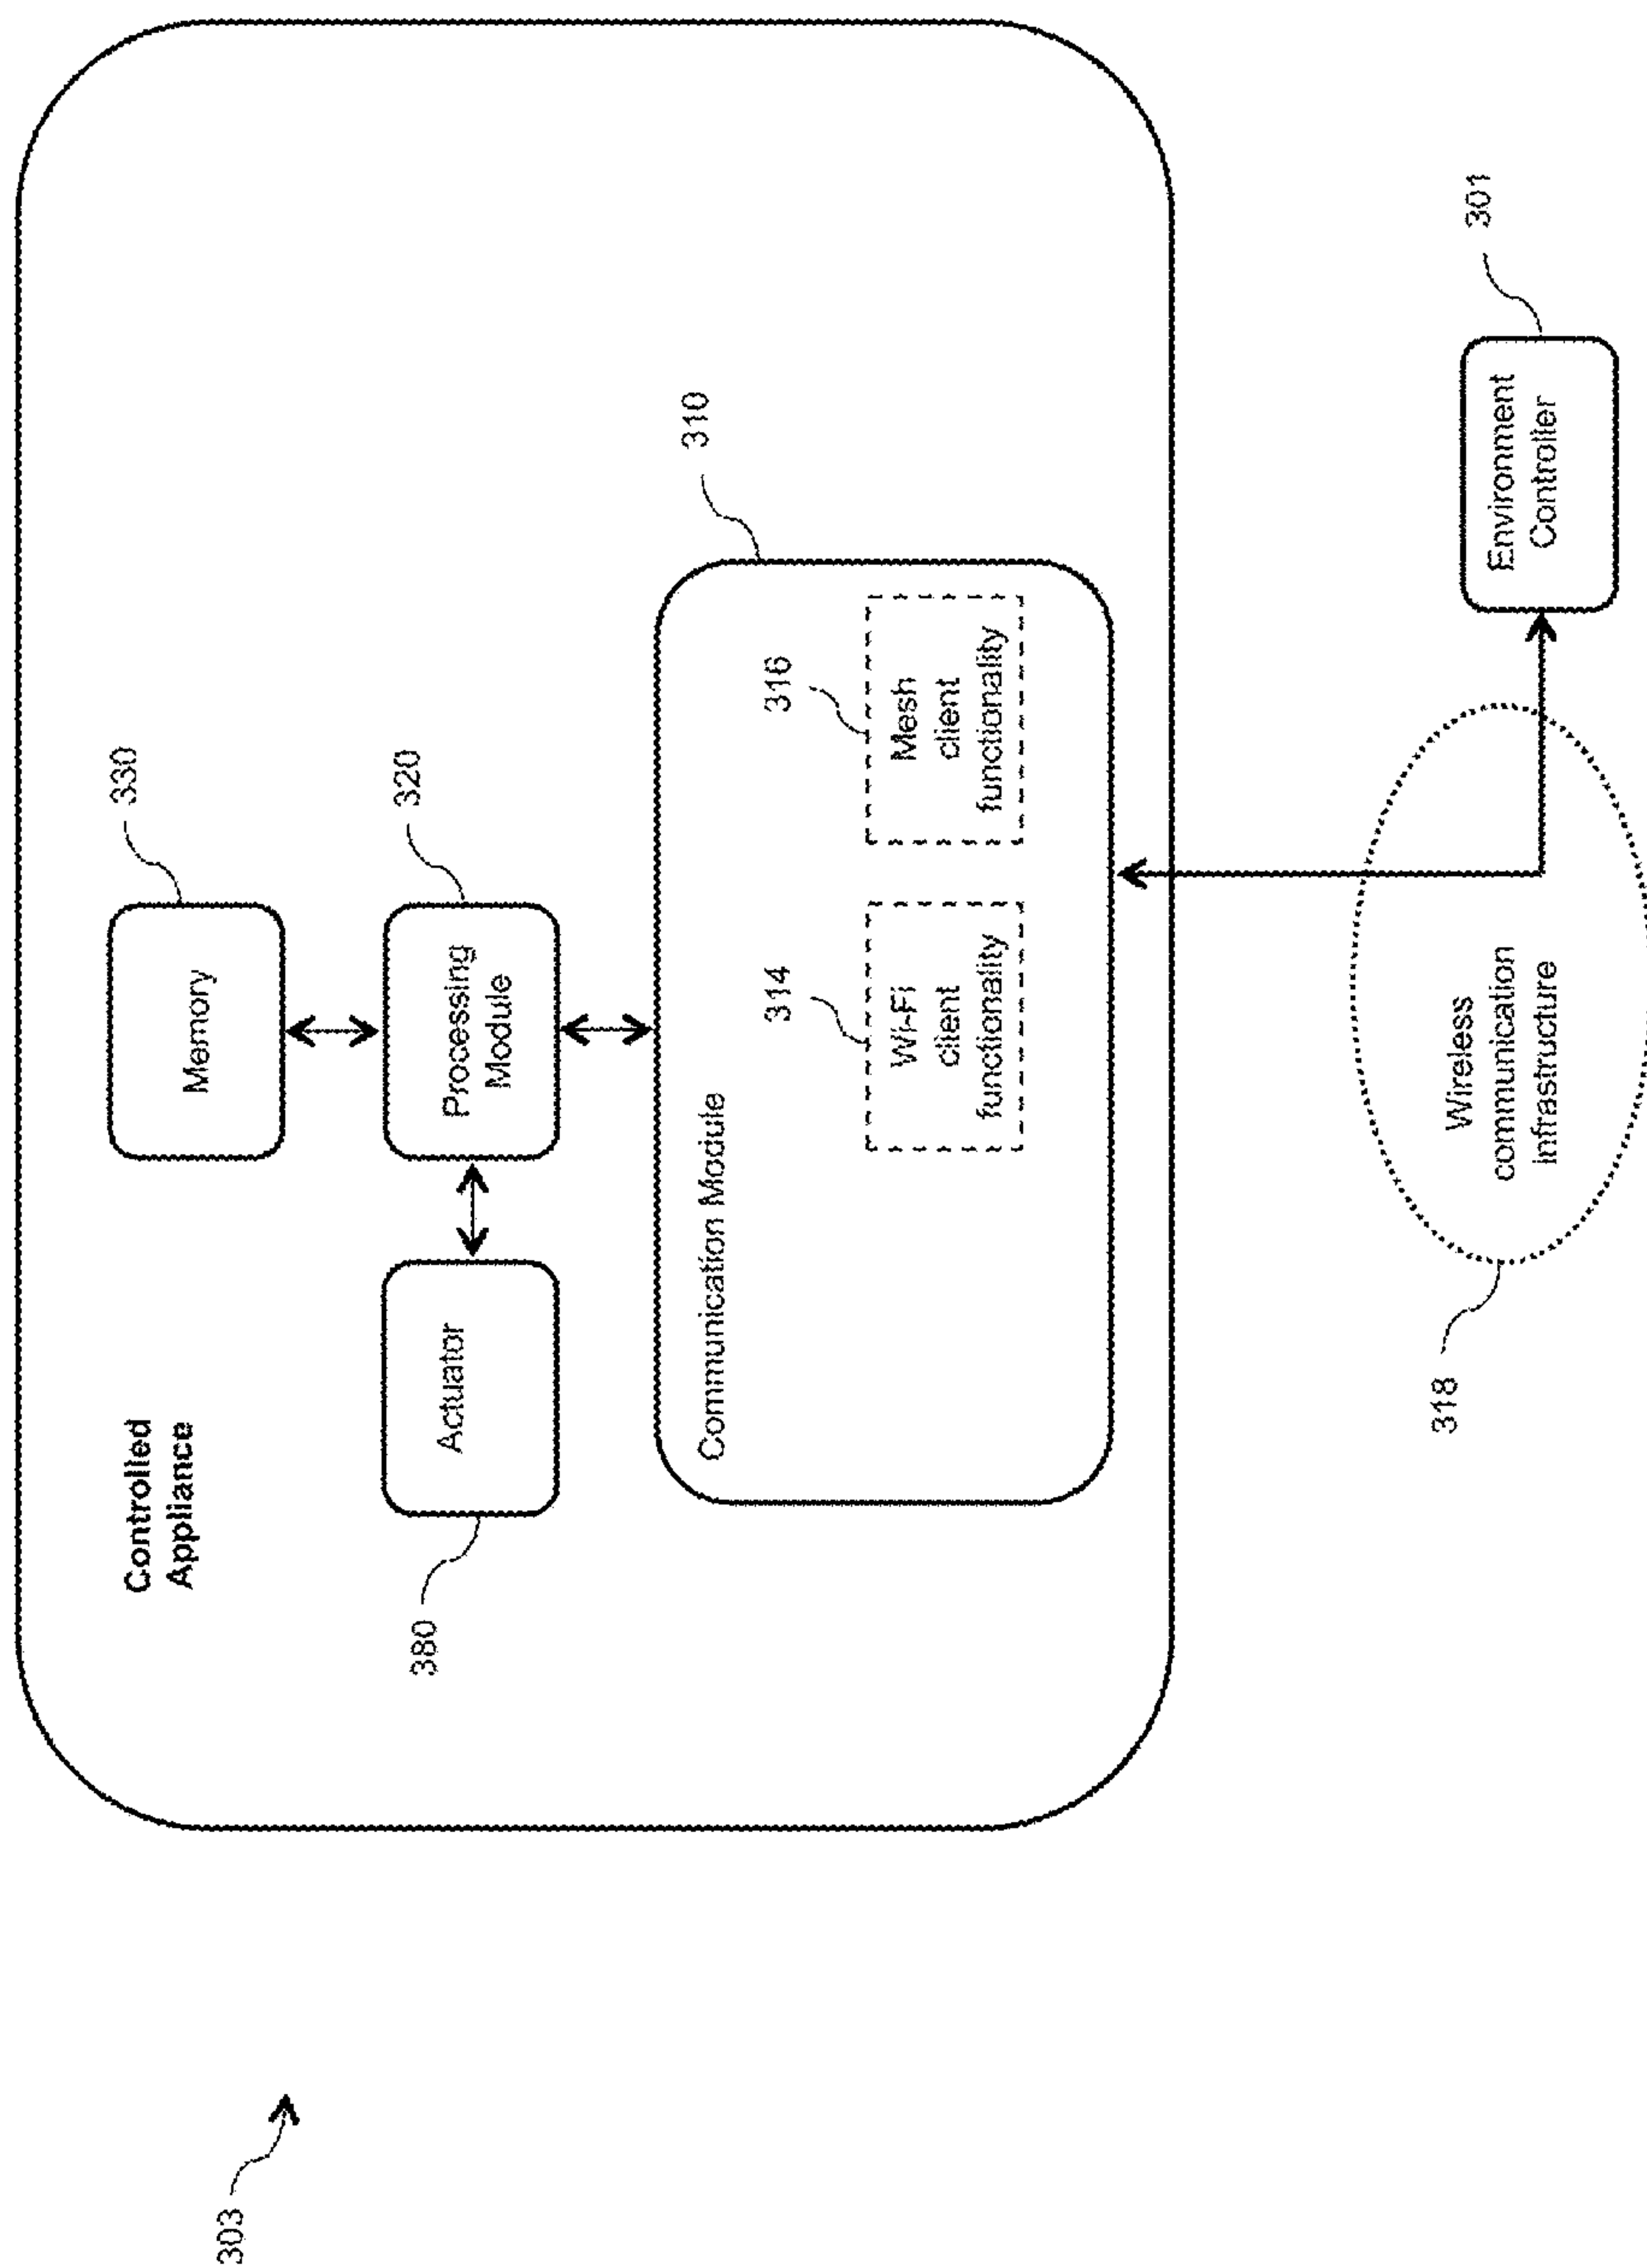 303
Controlled
Appliance
330
Memory
380
Actuator
320
Processing
Module
310
Communication Module
314
Wi-Fi
client
functionality
316
Mesh
client
functionality
318
Wireless
communication
infrastructure
301
Environment
Controller